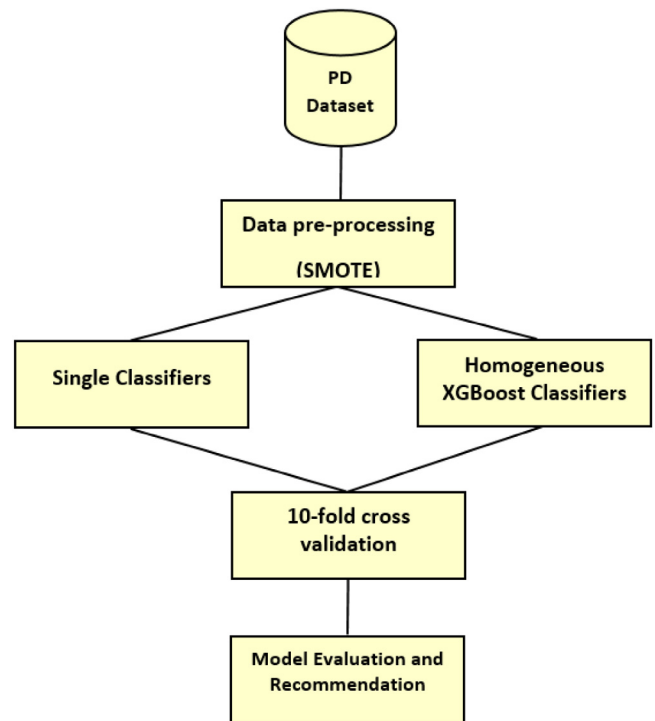 PD
Dataset
Data pre-processing
(SMOTE)
Single Classifiers
Homogeneous
XGBoost Classifiers
10-fold cross
validation
Model Evaluation and
Recommendation